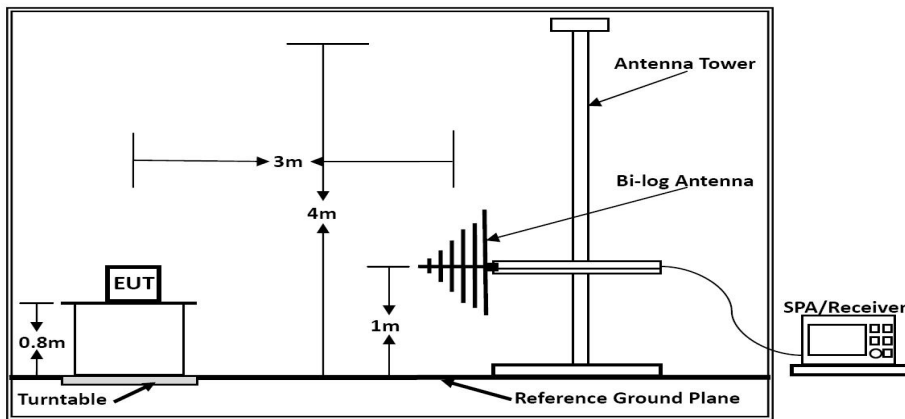 Antenna Tower
3m
Bi-log Antenna
4m
EUT
SPA/Receiver
0.8m
1m
Turntable
Reference Ground Plane